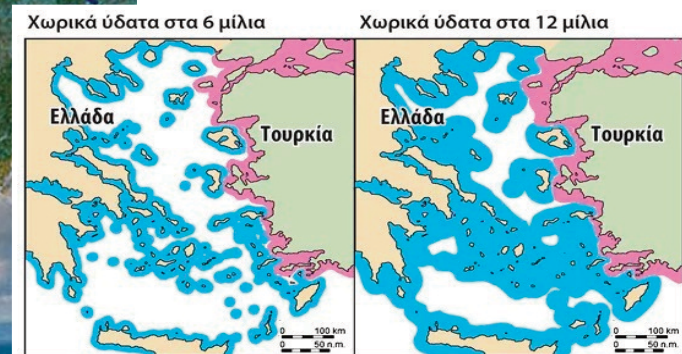 Χωρικά ύδατα στα 6 μίλια
Χωρικά ύδατα στα 12 μίλια
Ελλάδα
Τουρκία
Ελλάδα
Τουρκία
0 100 km
0 50 n.m.
0 100 km
0 50 n.m.